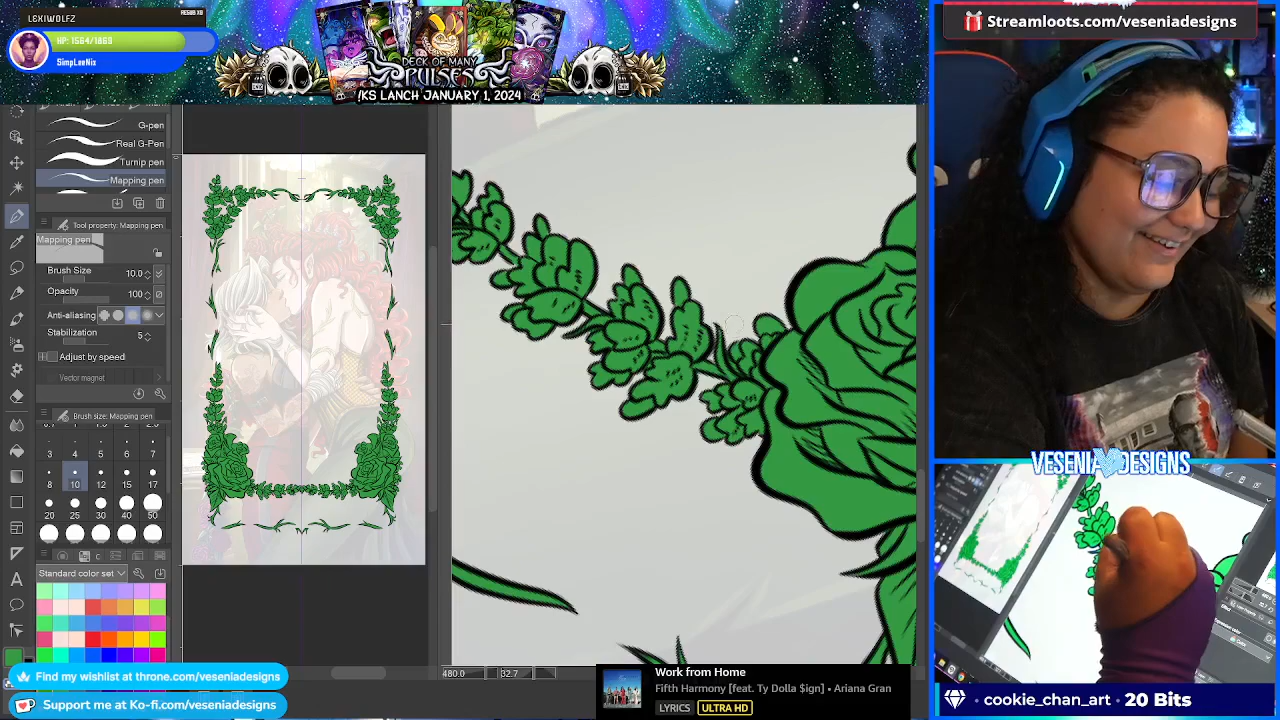 LEXIWOLFZ
HP: 1564/1869
SimpLeeNix
DECK OF MANY
PULSES
!KS LANCH JANUARY 1, 2024
Streamloots.com/veseniadesigns
G-pen
Real G-Pen
Turnip pen
Mapping pen
Tool property: Mapping pen
Mapping pen
Brush Size 10.0
Opacity 100
Anti-aliasing
Stabilization 5
Adjust by speed
Vector magnet
Brush size: Mapping pen
3 4 5 6 7
8 10 12 15 17
20 25 30 40 50
Standard color set
480.0 32.7
VESENIA DESIGNS
Find my wishlist at throne.com/veseniadesigns
Support me at Ko-fi.com/veseniadesigns
Work from Home
Fifth Harmony [feat. Ty Dolla $ign] • Ariana Gran
LYRICS ULTRA HD
cookie_chan_art • 20 Bits